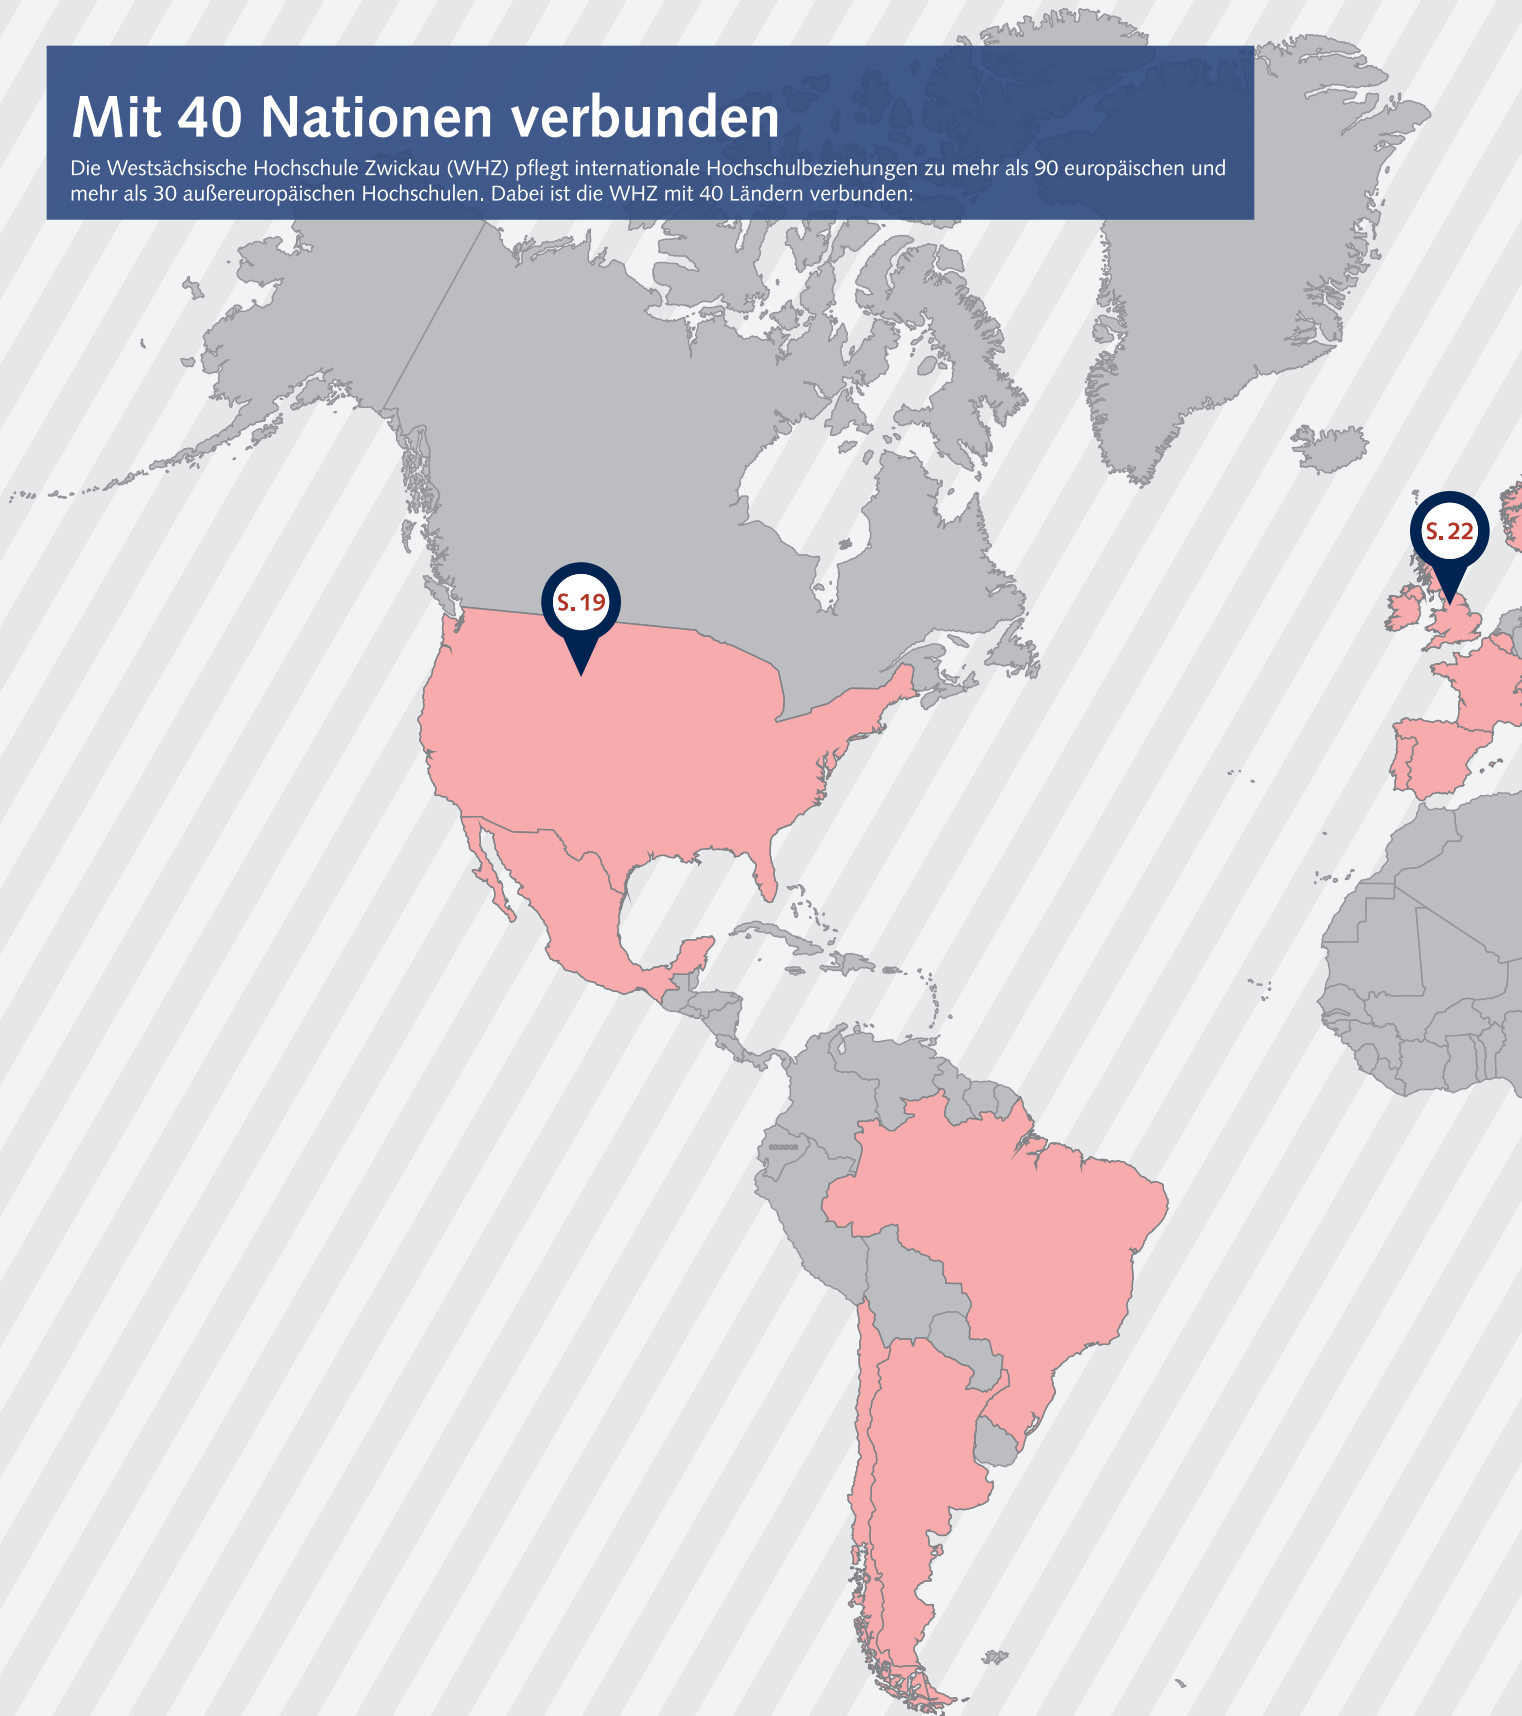 Mit 40 Nationen verbunden
Die Westsächsische Hochschule Zwickau (WHZ) pflegt internationale Hochschulbeziehungen zu mehr als 90 europäischen und
mehr als 30 außereuropäischen Hochschulen. Dabei ist die WHZ mit 40 Ländern verbunden:
S. 22
S. 19
ECUADOR